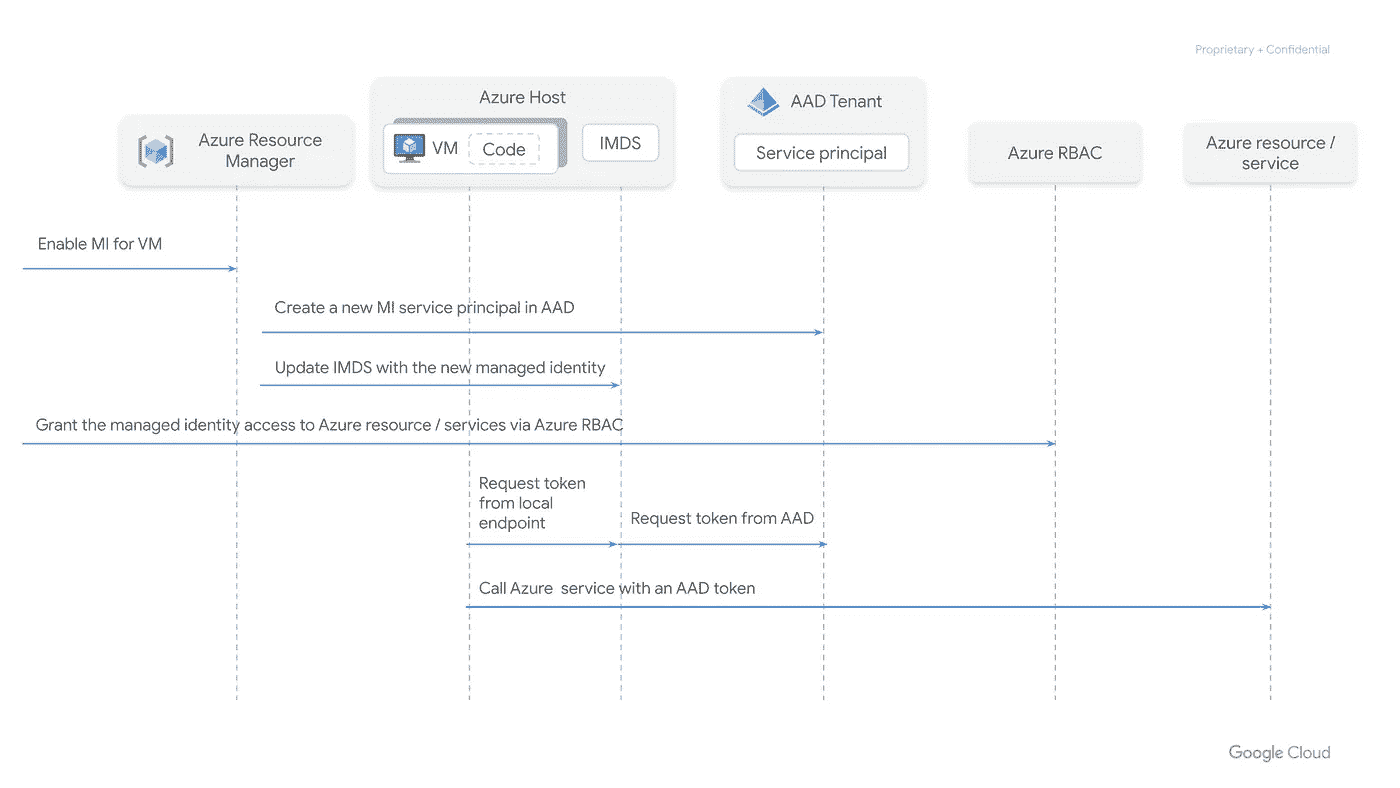 Proprietary + Confidential
Azure Host
AAD Tenant
Azure Resource
Manager
VM
Code
IMDS
Service principal
Azure RBAC
Azure resource /
service
Enable MI for VM
Create a new MI service principal in AAD
Update IMDS with the new managed identity
Grant the managed identity access to Azure resource / services via Azure RBAC
Request token
from local
endpoint
Request token from AAD
Call Azure service with an AAD token
Google Cloud